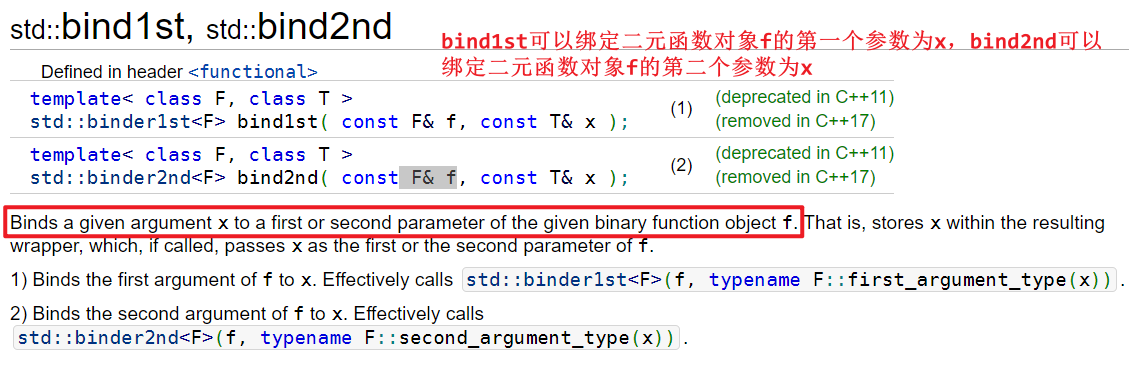 std::bind1st, std::bind2nd
bind1st可以绑定二元函数对象f的第一个参数为x，bind2nd可以
绑定二元函数对象f的第二个参数为x
Defined in header <functional>
template< class F, class T >
std::binder1st<F> bind1st( const F& f, const T& x );
(1)
(deprecated in C++11)
(removed in C++17)
template< class F, class T >
std::binder2nd<F> bind2nd( const F& f, const T& x );
(2)
(deprecated in C++11)
(removed in C++17)
Binds a given argument x to a first or second parameter of the given binary function object f. That is, stores x within the resulting
wrapper, which, if called, passes x as the first or the second parameter of f.
1) Binds the first argument of f to x. Effectively calls std::binder1st<F>(f, typename F::first_argument_type(x)).
2) Binds the second argument of f to x. Effectively calls
std::binder2nd<F>(f, typename F::second_argument_type(x)).